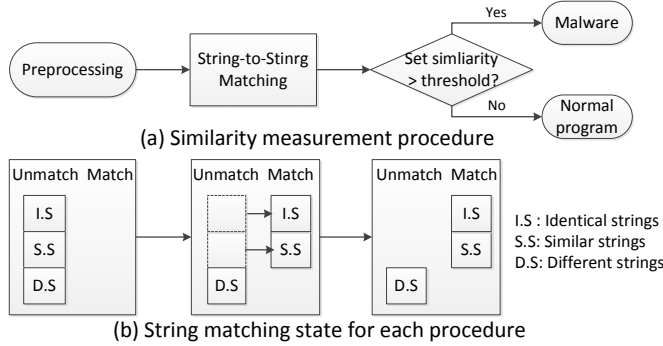 Preprocessing
String-to-Stinrg
Matching
Set simliarity
> threshold?
Yes
No
Malware
Normal
program
(a) Similarity measurement procedure
Unmatch Match
I.S
S.S
D.S
Unmatch Match
I.S
S.S
D.S
Unmatch Match
I.S
S.S
D.S
I.S : Identical strings
S.S: Similar strings
D.S: Different strings
(b) String matching state for each procedure